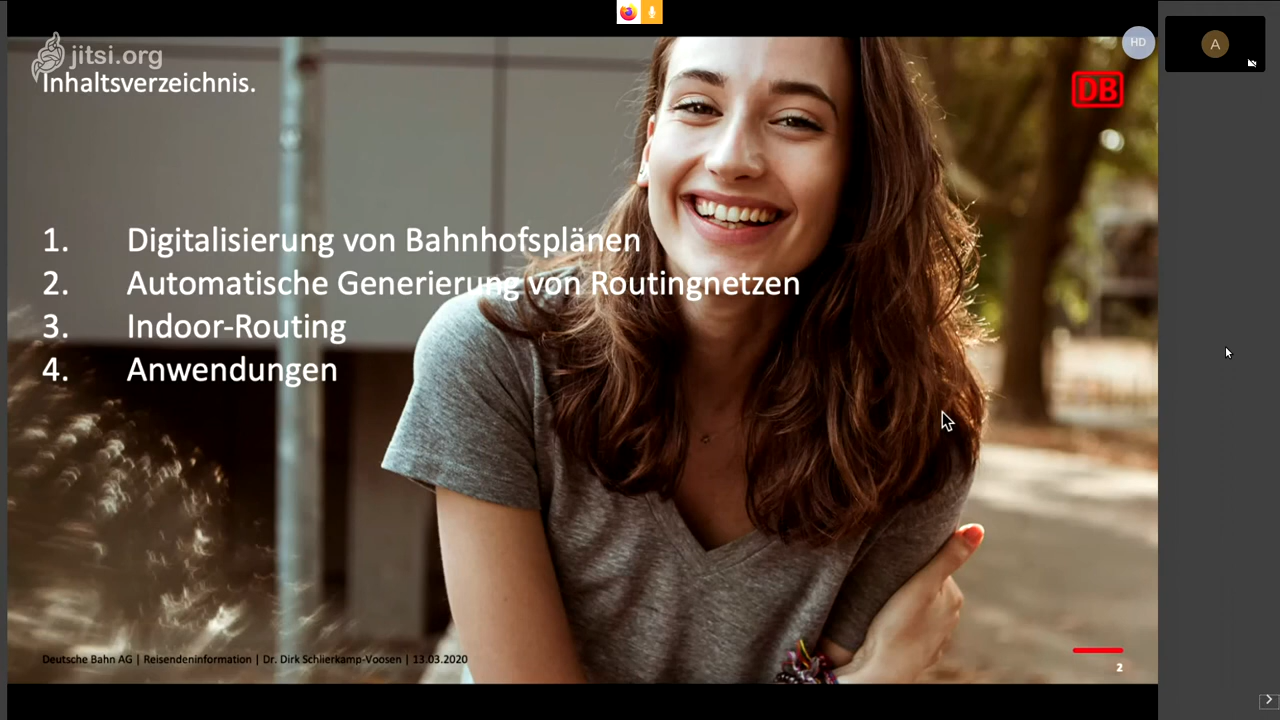 jitsi.org
HD
A
Inhaltsverzeichnis.
DB
1. Digitalisierung von Bahnhofsplänen
2. Automatische Generierung von Routingnetzen
3. Indoor-Routing
4. Anwendungen
Deutsche Bahn AG | Reisendeninformation | Dr. Dirk Schlierkamp-Voosen | 13.03.2020
2